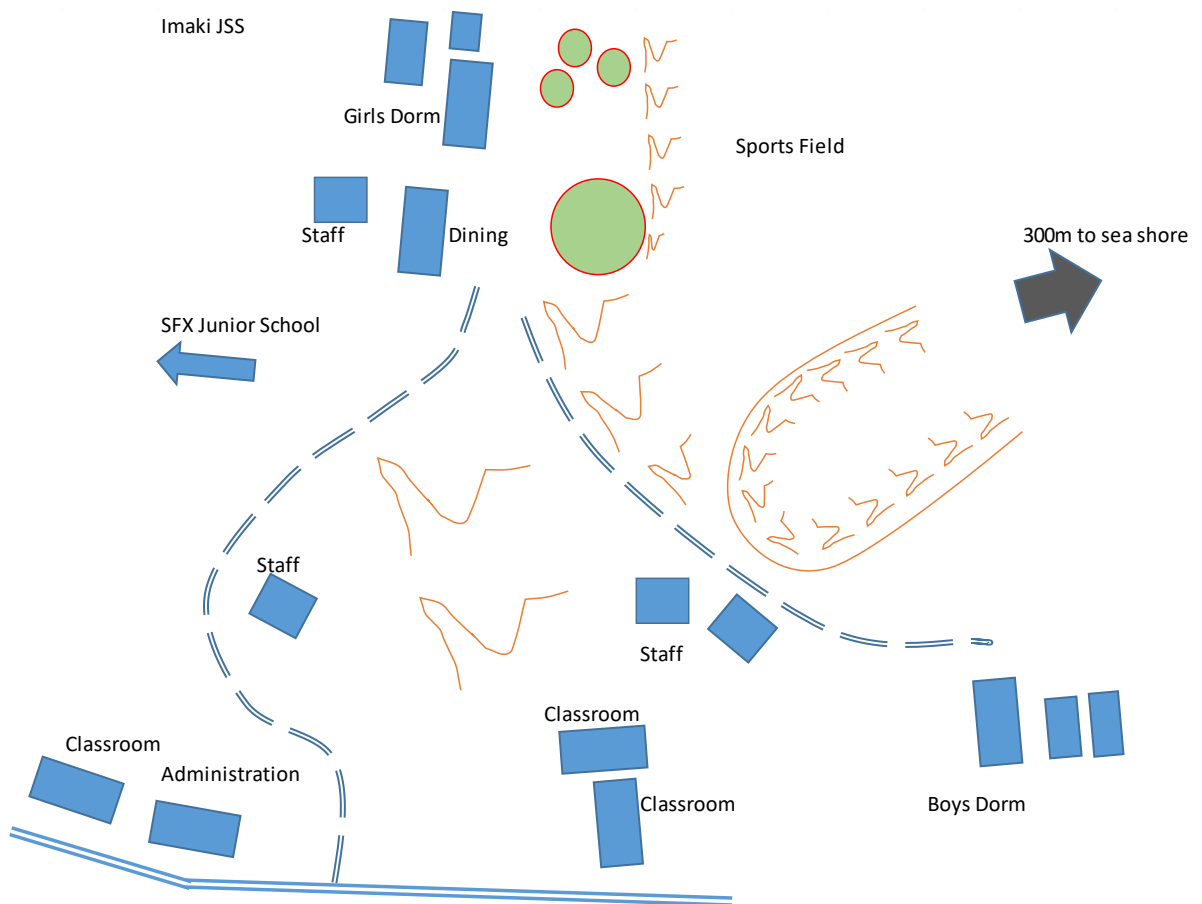 Imaki JSS
Girls Dorm
Sports Field
Staff
Dining
300m to sea shore
SFX Junior School
Staff
Staff
Classroom
Classroom
Administration
Classroom
Boys Dorm